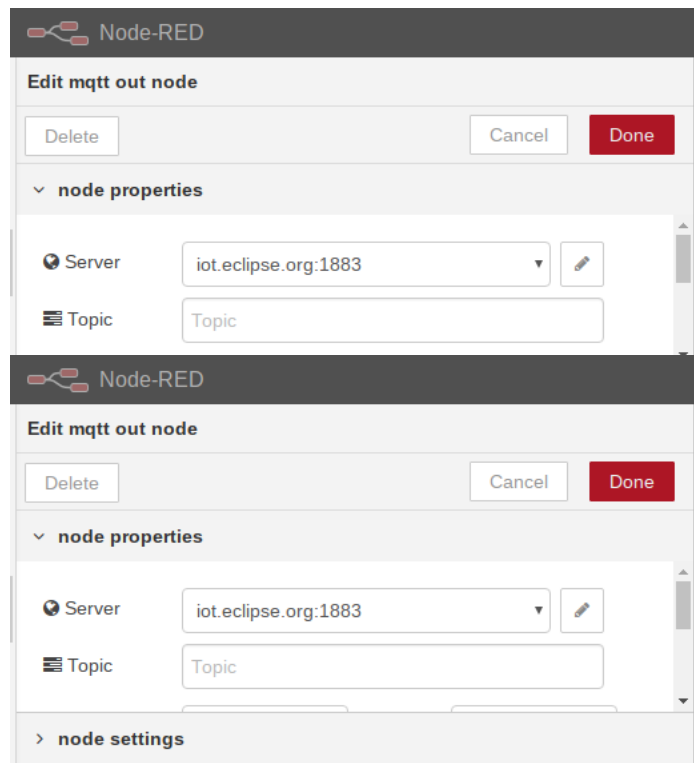 Node-RED
Edit mqtt out node
Delete Cancel Done
node properties
Server iot.eclipse.org:1883
Topic Topic
Node-RED
Edit mqtt out node
Delete Cancel Done
node properties
Server iot.eclipse.org:1883
Topic Topic
node settings